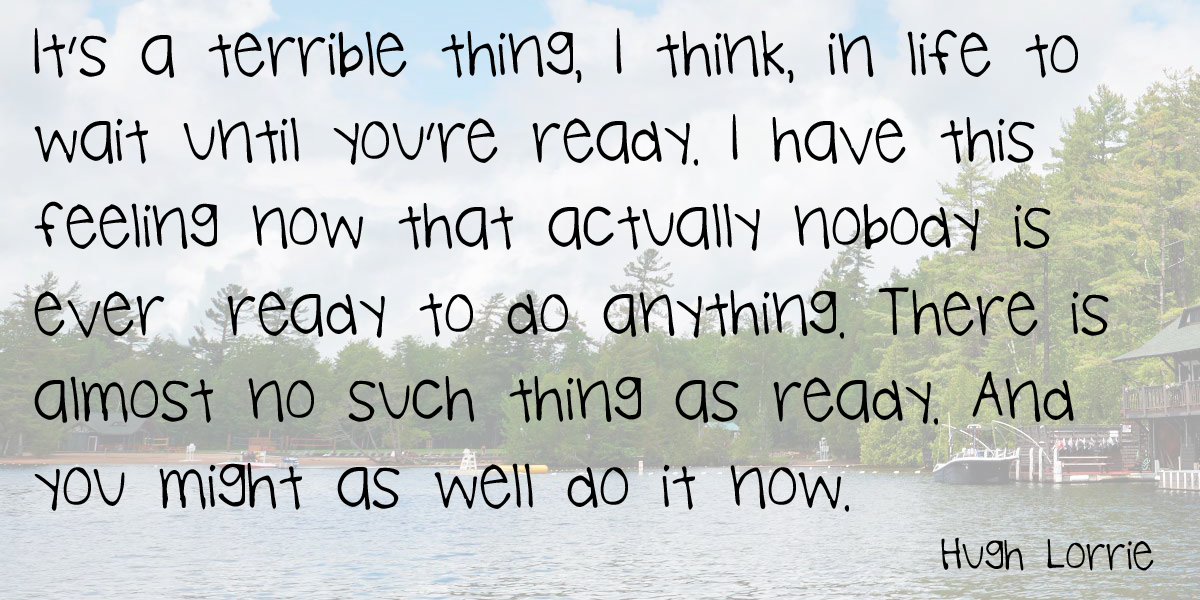 It's a terrible thing, I think, in life to
wait until you're ready. I have this
feeling now that actually nobody is
ever ready to do anything. There is
almost no such thing as ready. And
you might as well do it now.
Hugh Lorrie